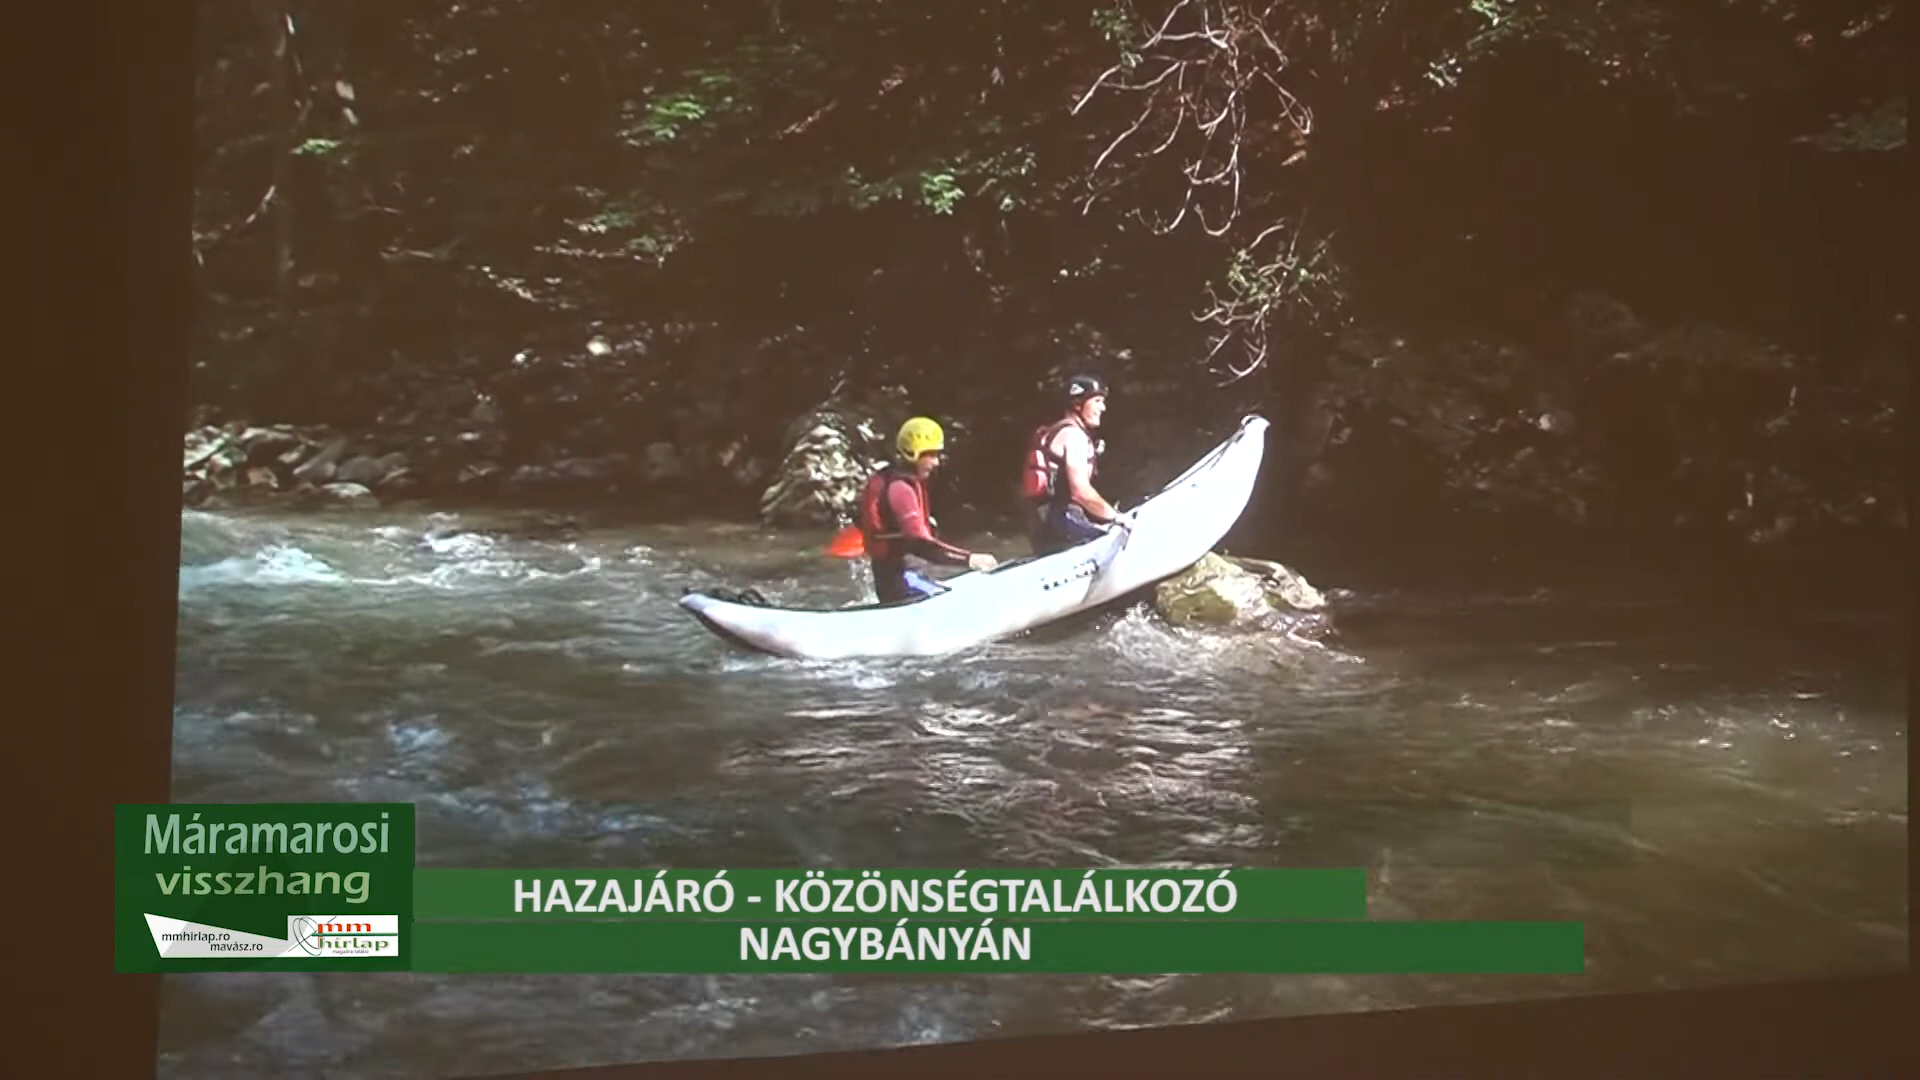 Máramarosi
visszhang
mmhirlap.ro
mavász.ro
mm
hírlap
HAZAJÁRÓ - KÖZÖNSÉGTALÁLKOZÓ
NAGYBÁNYÁN